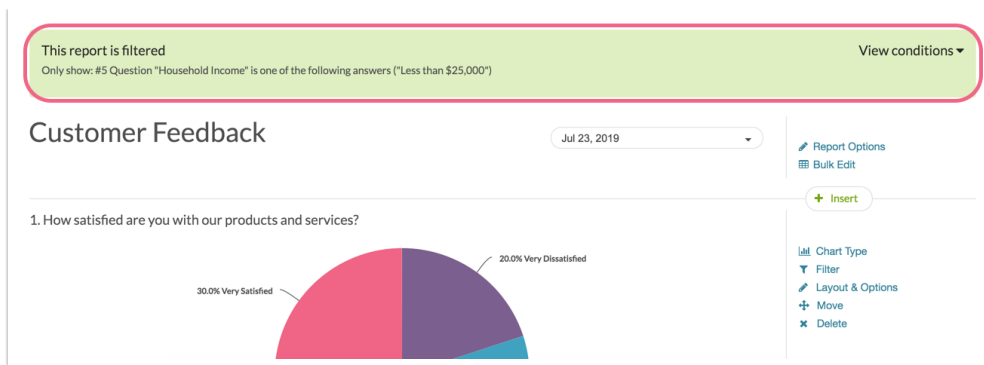 This report is filtered
View conditions
Only show: #5 Question "Household Income" is one of the following answers ("Less than $25,000")
Customer Feedback
Jul 23, 2019
Report Options
Bulk Edit
Insert
1. How satisfied are you with our products and services?
20.0% Very Dissatisfied
30.0% Very Satisfied
Chart Type
Filter
Layout & Options
Move
Delete